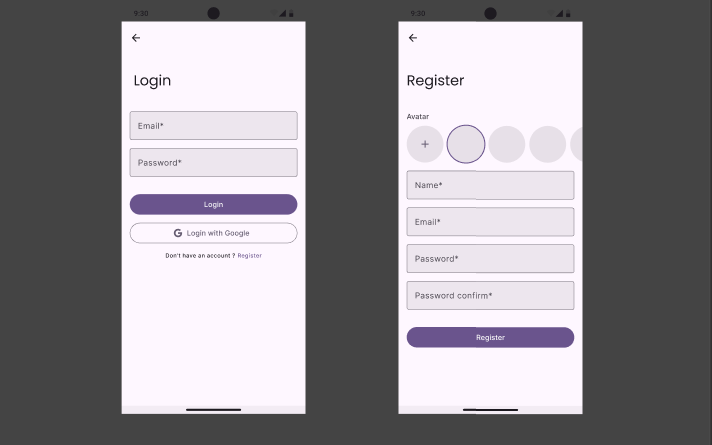 9:30
Login
Email*
Password*
Login
Login with Google
Don't have an account ? Register
9:30
Register
Avatar
Name*
Email*
Password*
Password confirm*
Register